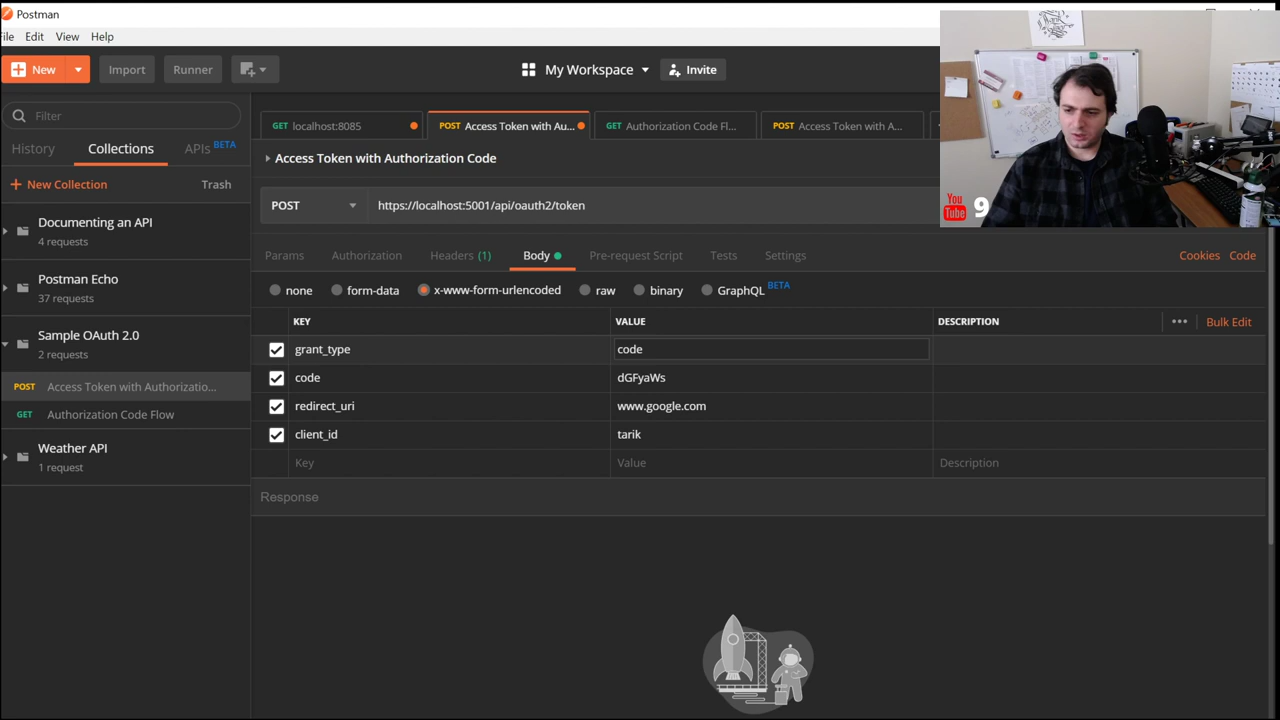 Postman
File Edit View Help
New Import Runner My Workspace Invite
Filter
History Collections APIs BETA
New Collection Trash
Documenting an API
4 requests
Postman Echo
37 requests
Sample OAuth 2.0
2 requests
POST Access Token with Authorizatio...
GET Authorization Code Flow
Weather API
1 request
GET localhost:8085 POST Access Token with Au... GET Authorization Code Fl... POST Access Token with A...
Access Token with Authorization Code
POST https://localhost:5001/api/oauth2/token
Params Authorization Headers (1) Body Pre-request Script Tests Settings Cookies Code
none form-data x-www-form-urlencoded raw binary GraphQL BETA
KEY VALUE DESCRIPTION ••• Bulk Edit
grant_type code
code dGFyaWs
redirect_uri www.google.com
client_id tarik
Key Value Description
Response
You Tube 9